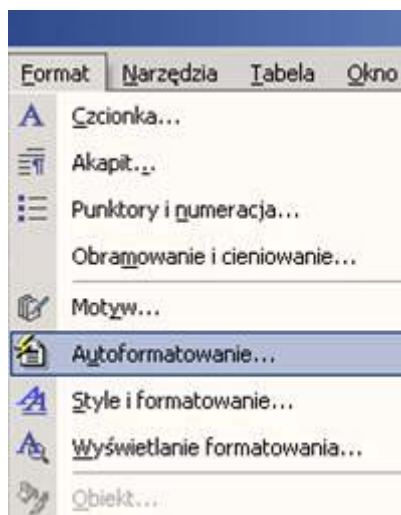 Format Narzędzia Tabela Okno
Czcionka...
Akapit...
Punktory i numeracja...
Obramowanie i cieniowanie...
Motyw...
Autoformatowanie...
Style i formatowanie...
Wyświetlanie formatowania...
Obiekt...